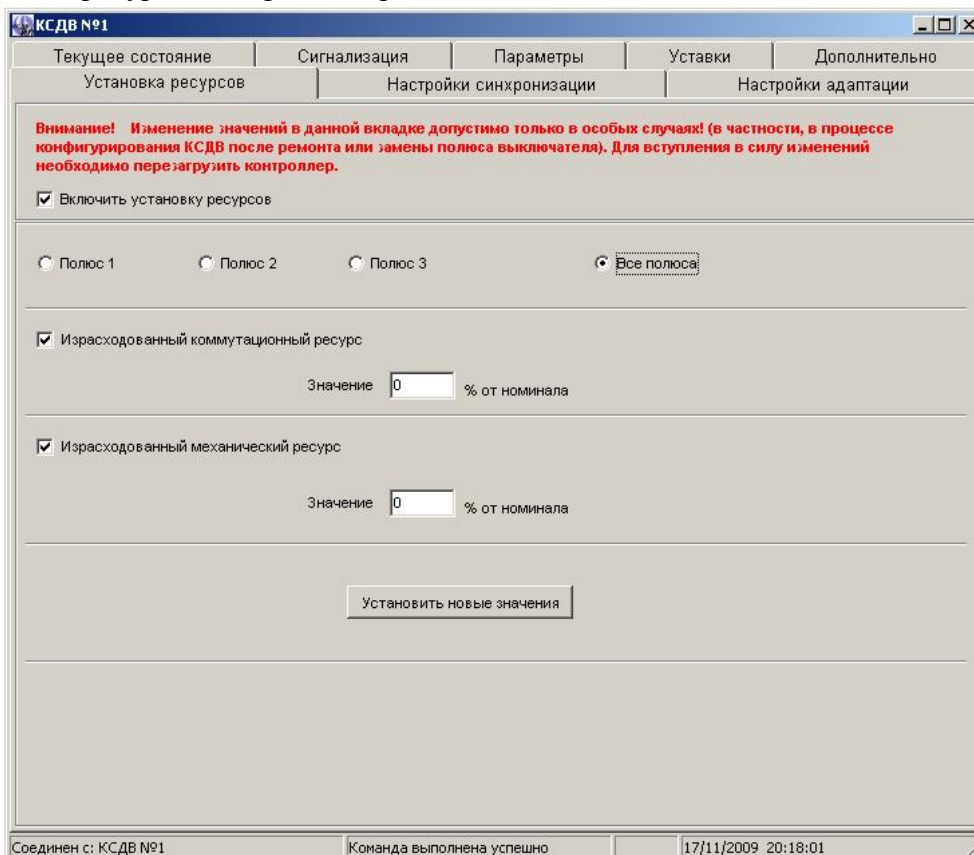 КСДВ №1
Текущее состояние Сигнализация Параметры Уставки Дополнительно
Установка ресурсов Настройки синхронизации Настройки адаптации
Внимание! Изменение значений в данной вкладке допустимо только в особых случаях! (в частности, в процессе
конфигурирования КСДВ после ремонта или замены полюса выключателя). Для вступления в силу изменений
необходимо перезагрузить контроллер.
Включить установку ресурсов
Полюс 1 Полюс 2 Полюс 3 Все полюса
Израсходованный коммутационный ресурс
Значение 0 % от номинала
Израсходованный механический ресурс
Значение 0 % от номинала
Установить новые значения
Соединен с: КСДВ №1 Команда выполнена успешно 17/11/2009 20:18:01